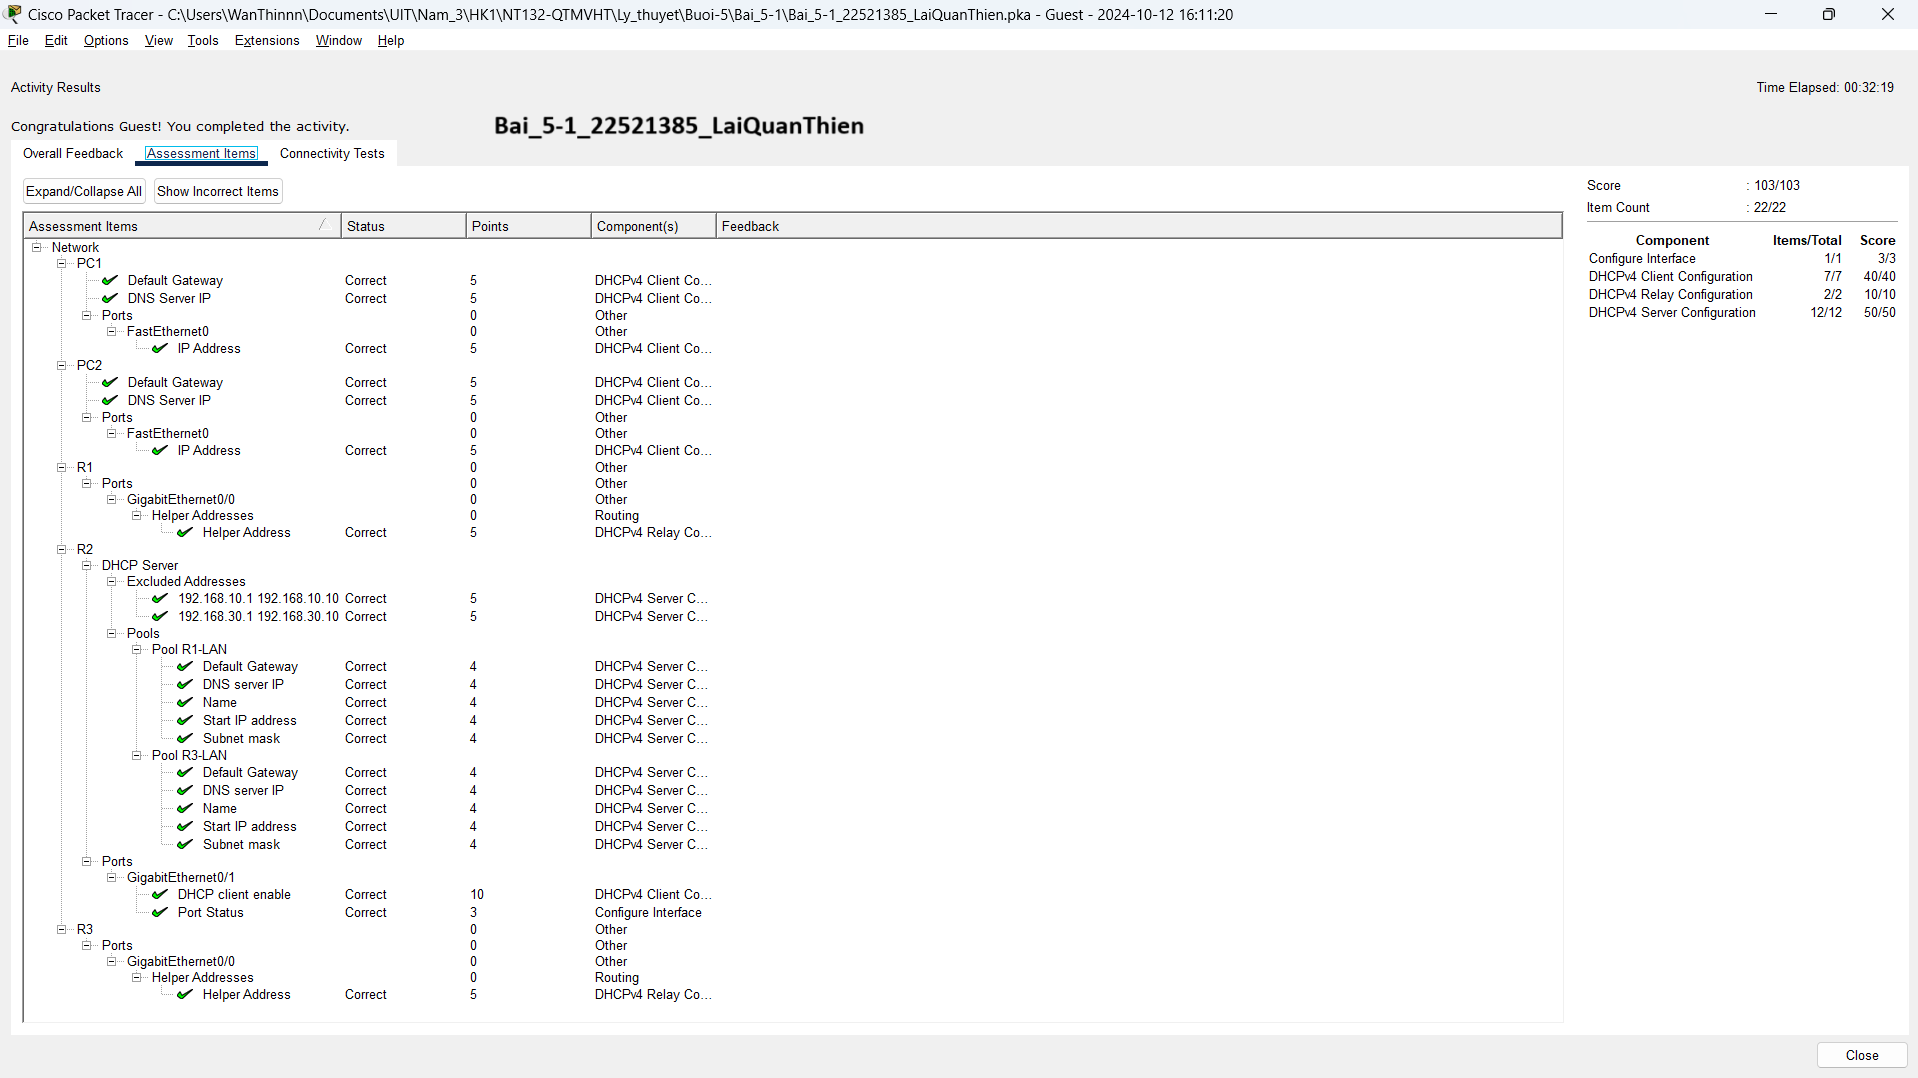 Cisco Packet Tracer - C:\Users\WanThinnn\Documents\UIT\Nam_3\HK1\NT132-QTMVHT\Ly_thuyet\Buoi-5\Bai_5-1\Bai_5-1_22521385_LaiQuanThien.pka - Guest - 2024-10-12 16:11:20
File Edit Options View Tools Extensions Window Help
Activity Results
Time Elapsed: 00:32:19
Congratulations Guest! You completed the activity.
Bai_5-1_22521385_LaiQuanThien
Overall Feedback Assessment Items Connectivity Tests
Expand/Collapse All Show Incorrect Items
Assessment Items Status Points Component(s) Feedback
Network
PC1
Default Gateway Correct 5 DHCPv4 Client Co...
DNS Server IP Correct 5 DHCPv4 Client Co...
Ports 0 Other
FastEthernet0 0 Other
IP Address Correct 5 DHCPv4 Client Co...
PC2
Default Gateway Correct 5 DHCPv4 Client Co...
DNS Server IP Correct 5 DHCPv4 Client Co...
Ports 0 Other
FastEthernet0 0 Other
IP Address Correct 5 DHCPv4 Client Co...
R1 0 Other
Ports 0 Other
GigabitEthernet0/0 0 Other
Helper Addresses 0 Routing
Helper Address Correct 5 DHCPv4 Relay Co...
R2
DHCP Server
Excluded Addresses
192.168.10.1 192.168.10.10 Correct 5 DHCPv4 Server C...
192.168.30.1 192.168.30.10 Correct 5 DHCPv4 Server C...
Pools
Pool R1-LAN
Default Gateway Correct 4 DHCPv4 Server C...
DNS server IP Correct 4 DHCPv4 Server C...
Name Correct 4 DHCPv4 Server C...
Start IP address Correct 4 DHCPv4 Server C...
Subnet mask Correct 4 DHCPv4 Server C...
Pool R3-LAN
Default Gateway Correct 4 DHCPv4 Server C...
DNS server IP Correct 4 DHCPv4 Server C...
Name Correct 4 DHCPv4 Server C...
Start IP address Correct 4 DHCPv4 Server C...
Subnet mask Correct 4 DHCPv4 Server C...
Ports
GigabitEthernet0/1
DHCP client enable Correct 10 DHCPv4 Client Co...
Port Status Correct 3 Configure Interface
R3 0 Other
Ports 0 Other
GigabitEthernet0/0 0 Other
Helper Addresses 0 Routing
Helper Address Correct 5 DHCPv4 Relay Co...
Score : 103/103
Item Count : 22/22
Component Items/Total Score
Configure Interface 1/1 3/3
DHCPv4 Client Configuration 7/7 40/40
DHCPv4 Relay Configuration 2/2 10/10
DHCPv4 Server Configuration 12/12 50/50
Close